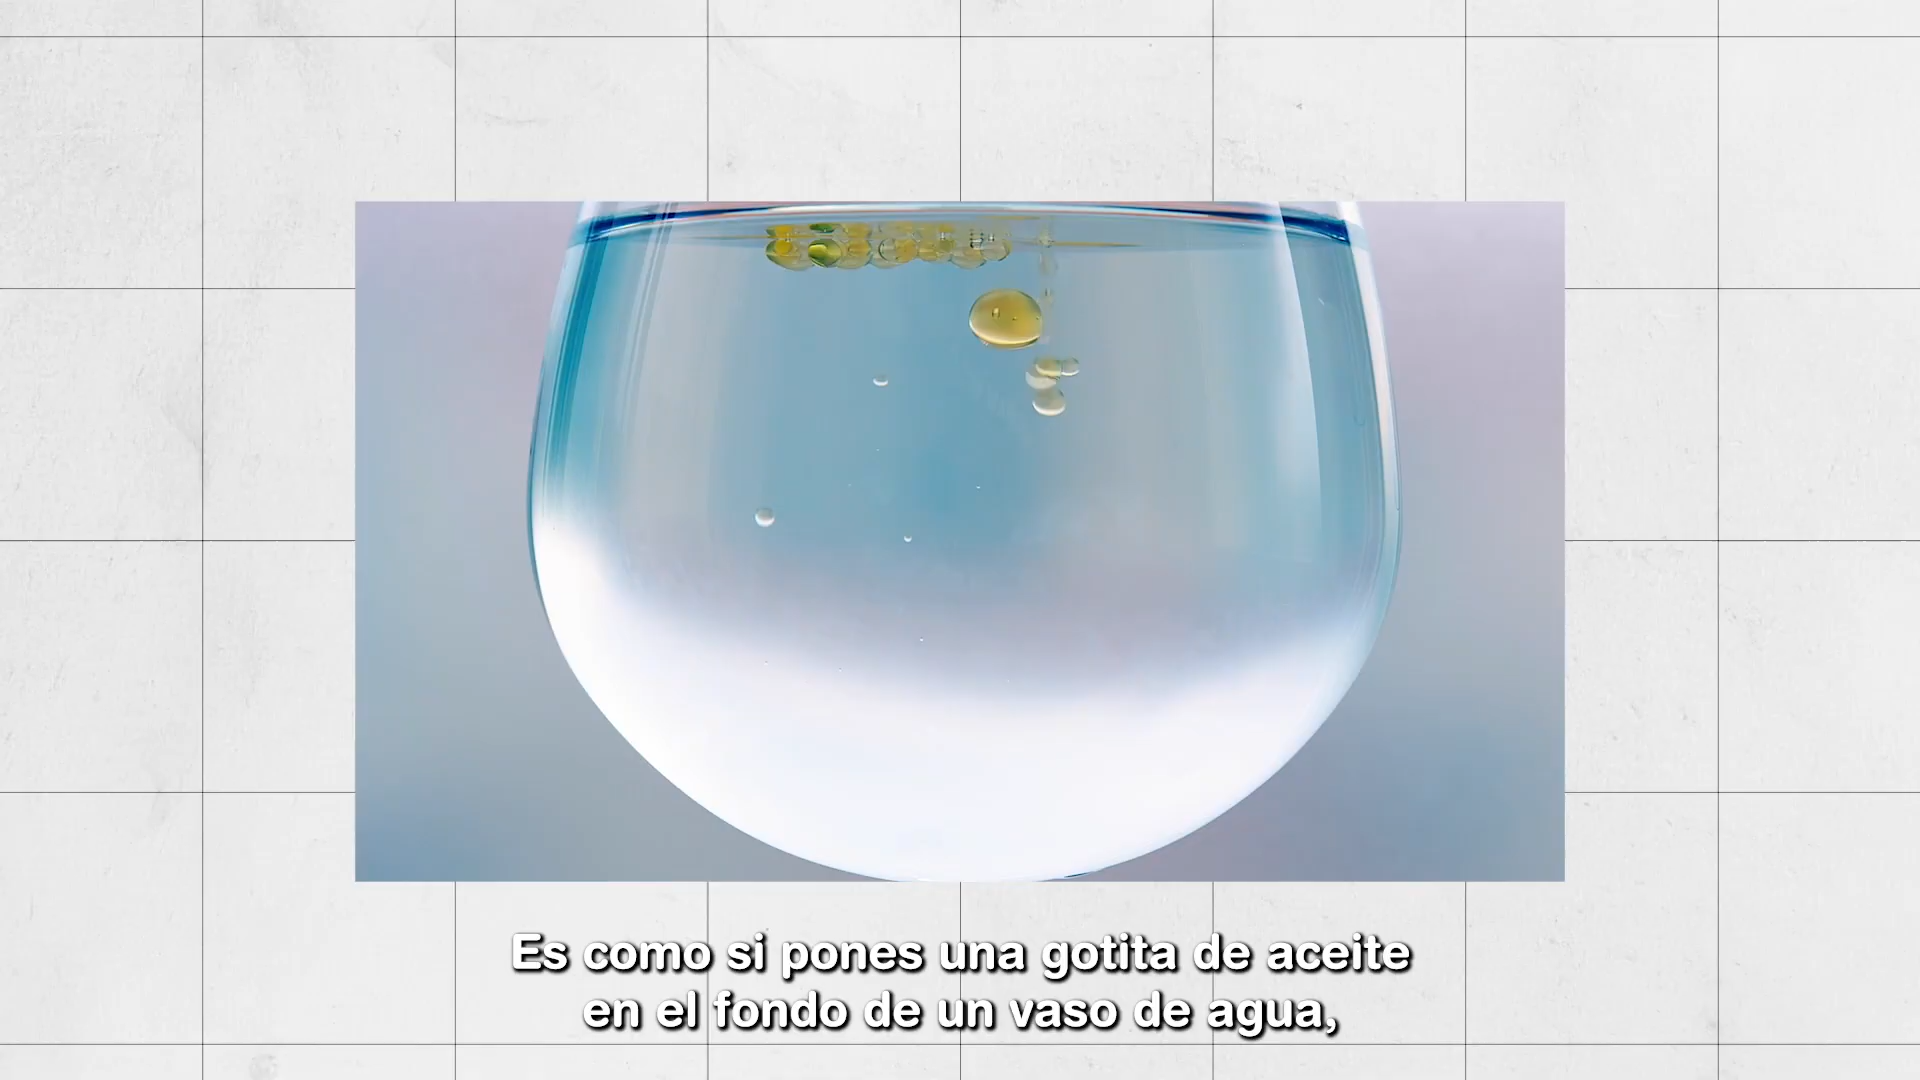 Es como si pones una gotita de aceite
en el fondo de un vaso de agua,